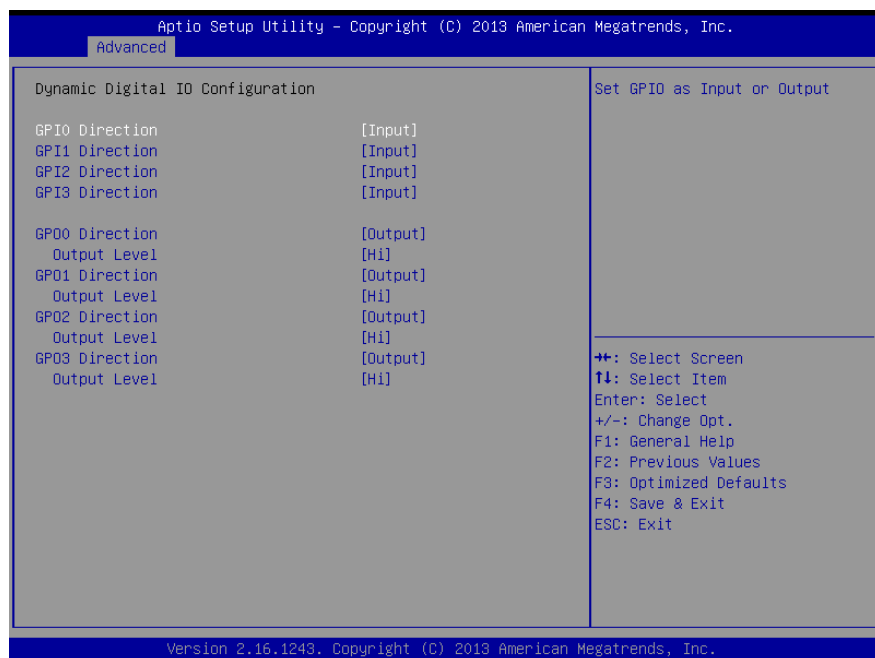 Aptio Setup Utility – Copyright (C) 2013 American Megatrends, Inc.
Advanced
Dynamic Digital IO Configuration
GPI0 Direction [Input]
GPI1 Direction [Input]
GPI2 Direction [Input]
GPI3 Direction [Input]
GPO0 Direction [Output]
Output Level [Hi]
GPO1 Direction [Output]
Output Level [Hi]
GPO2 Direction [Output]
Output Level [Hi]
GPO3 Direction [Output]
Output Level [Hi]
Set GPIO as Input or Output
→←: Select Screen
↑↓: Select Item
Enter: Select
+/-: Change Opt.
F1: General Help
F2: Previous Values
F3: Optimized Defaults
F4: Save & Exit
ESC: Exit
Version 2.16.1243. Copyright (C) 2013 American Megatrends, Inc.